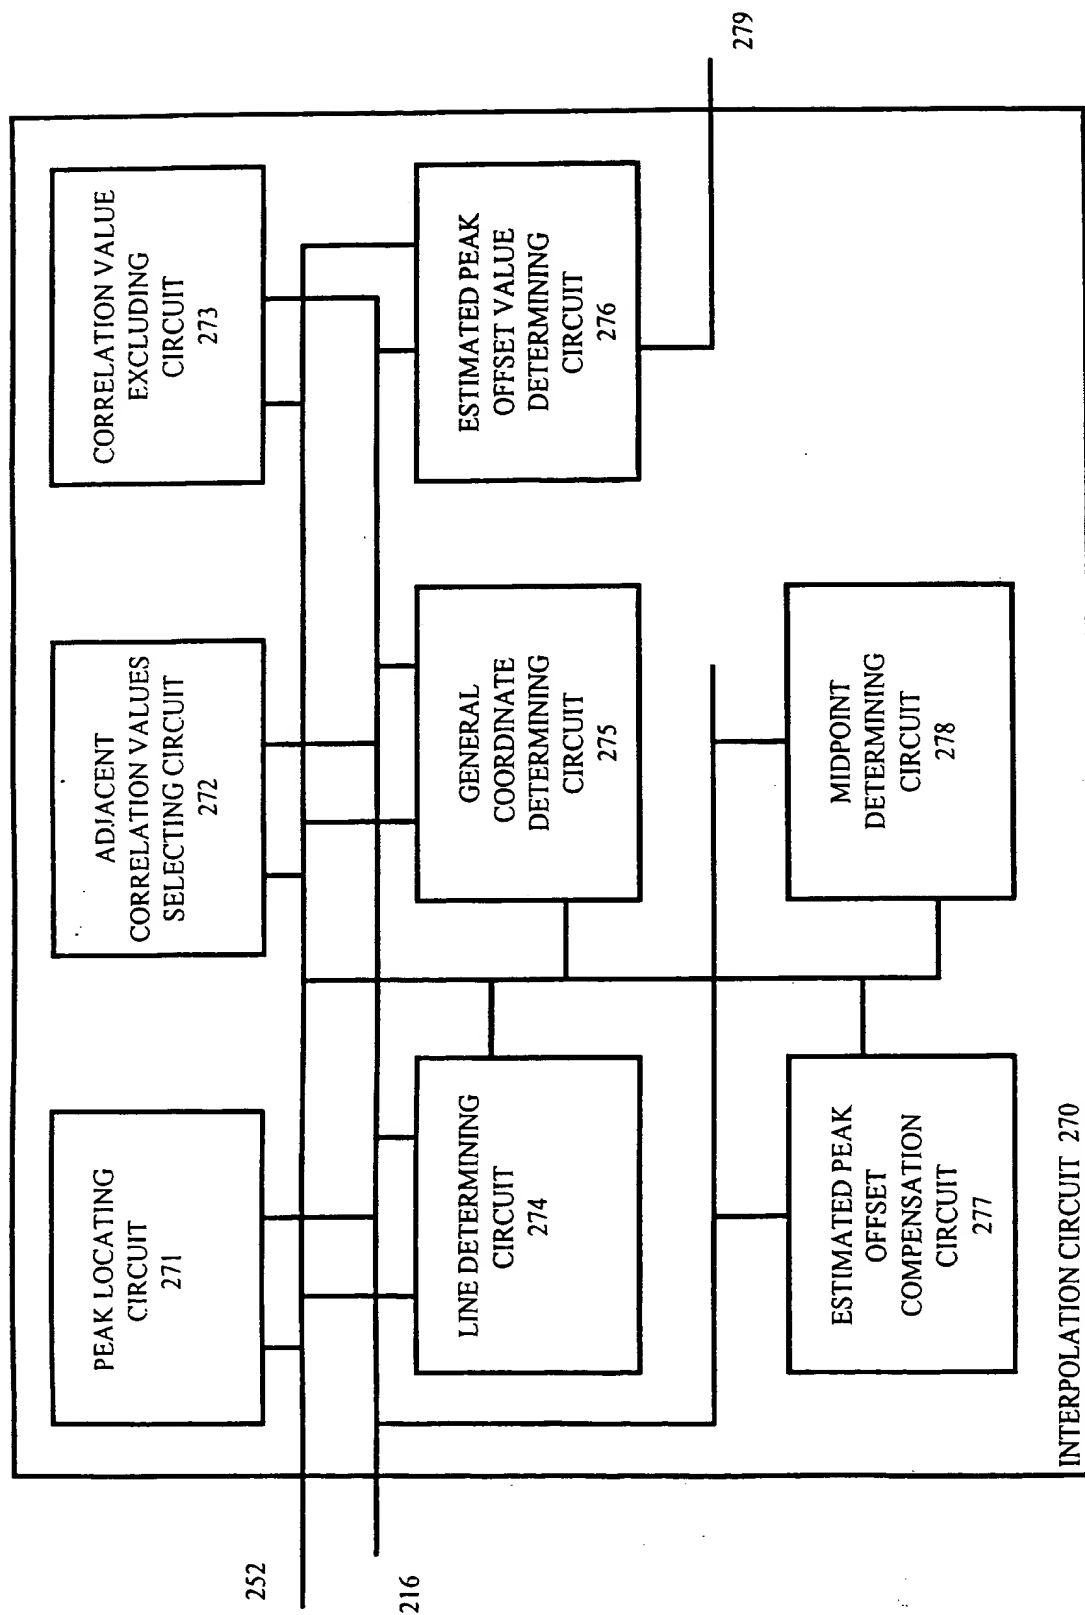 252
216
PEAK LOCATING
CIRCUIT
271
ADJACENT
CORRELATION VALUES
SELECTING CIRCUIT
272
CORRELATION VALUE
EXCLUDING
CIRCUIT
273
LINE DETERMINING
CIRCUIT
274
GENERAL
COORDINATE
DETERMINING
CIRCUIT
275
ESTIMATED PEAK
OFFSET VALUE
DETERMINING
CIRCUIT
276
279
ESTIMATED PEAK
OFFSET
COMPENSATION
CIRCUIT
277
MIDPOINT
DETERMINING
CIRCUIT
278
INTERPOLATION CIRCUIT 270